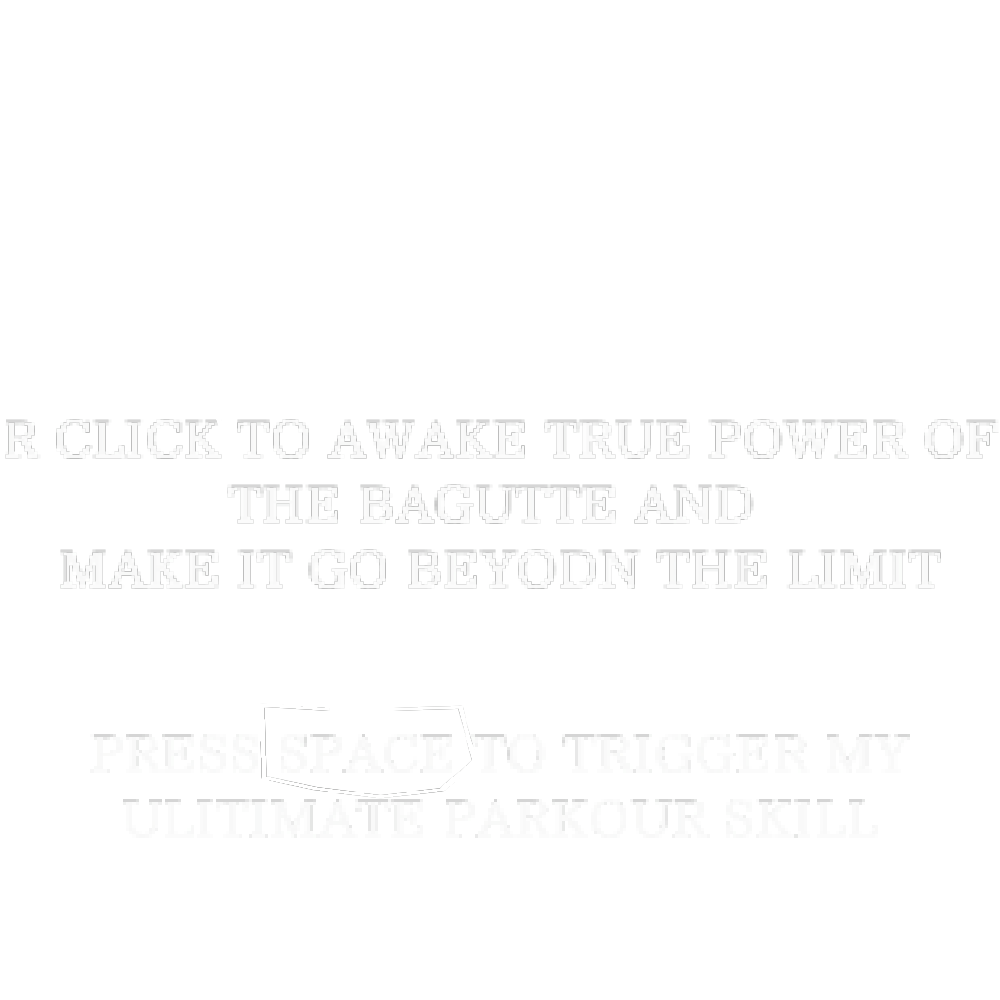 R CLICK TO AWAKE TRUE POWER OF
THE BAGUTTE AND
MAKE IT GO BEYODN THE LIMIT
PRESS SPACE TO TRIGGER MY
ULITIMATE PARKOUR SKILL